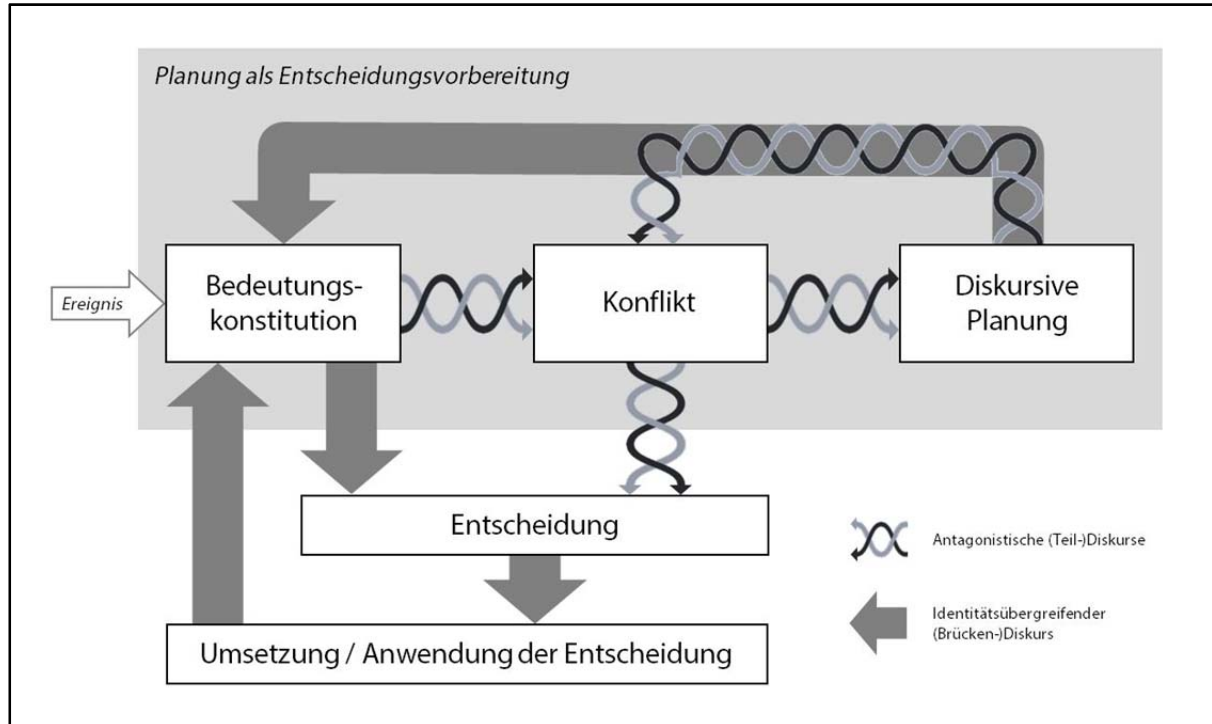 Planung als Entscheidungsvorbereitung
Ereignis
Bedeutungs-
konstitution
Konflikt
Diskursive
Planung
Entscheidung
Umsetzung / Anwendung der Entscheidung
Antagonistische (Teil-)Diskurse
Identitätsübergreifender
(Brücken-)Diskurs